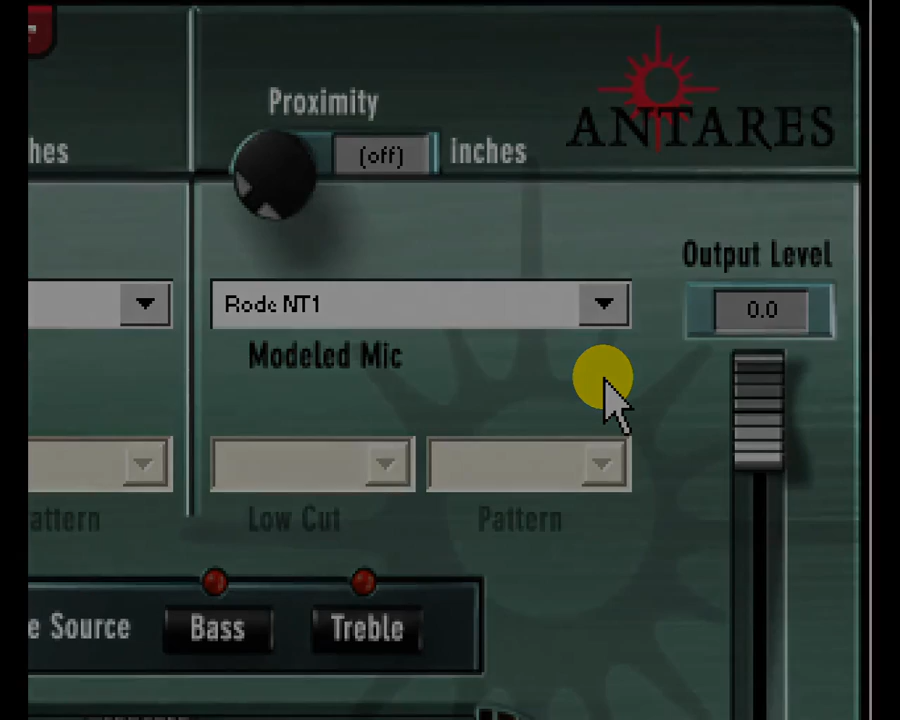 Proximity
ANTARES
hes
(off)
inches
Output Level
Rode NT1
0.0
Modeled Mic
attern
Low Cut
Pattern
e Source
Bass
Treble